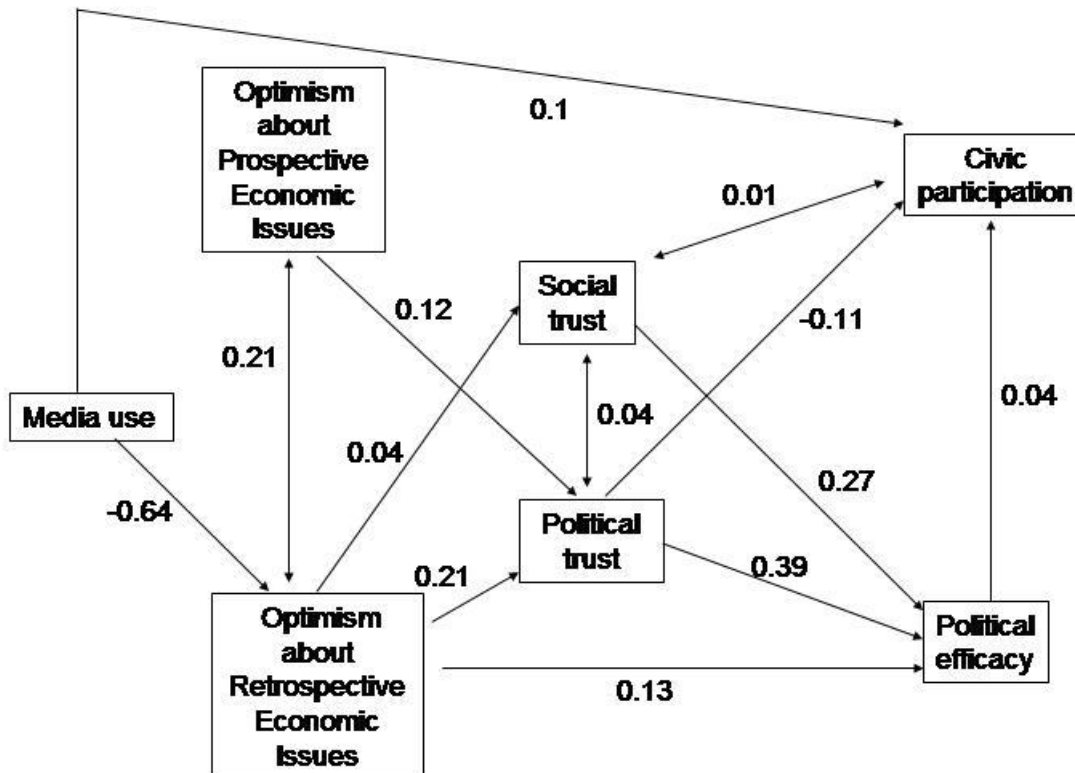 Optimism
about
Prospective
Economic
Issues
0.1
Civic
participation
0.01
Social
trust
0.12
-0.11
0.21
Media use
0.04
0.04
0.04
-0.64
0.27
Political
trust
0.21
0.39
Optimism
about
Retrospective
Economic
Issues
0.13
Political
efficacy